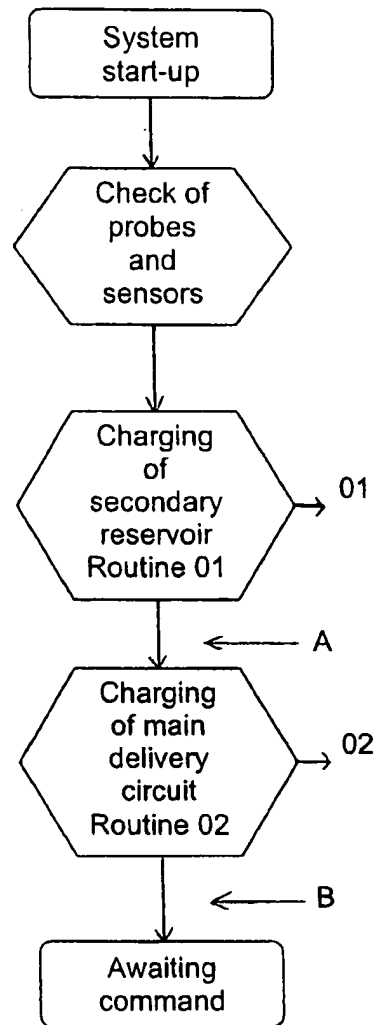 System
start-up
Check of
probes
and
sensors
Charging
of
secondary
reservoir
Routine 01
01
A
Charging
of main
delivery
circuit
Routine 02
02
B
Awaiting
command